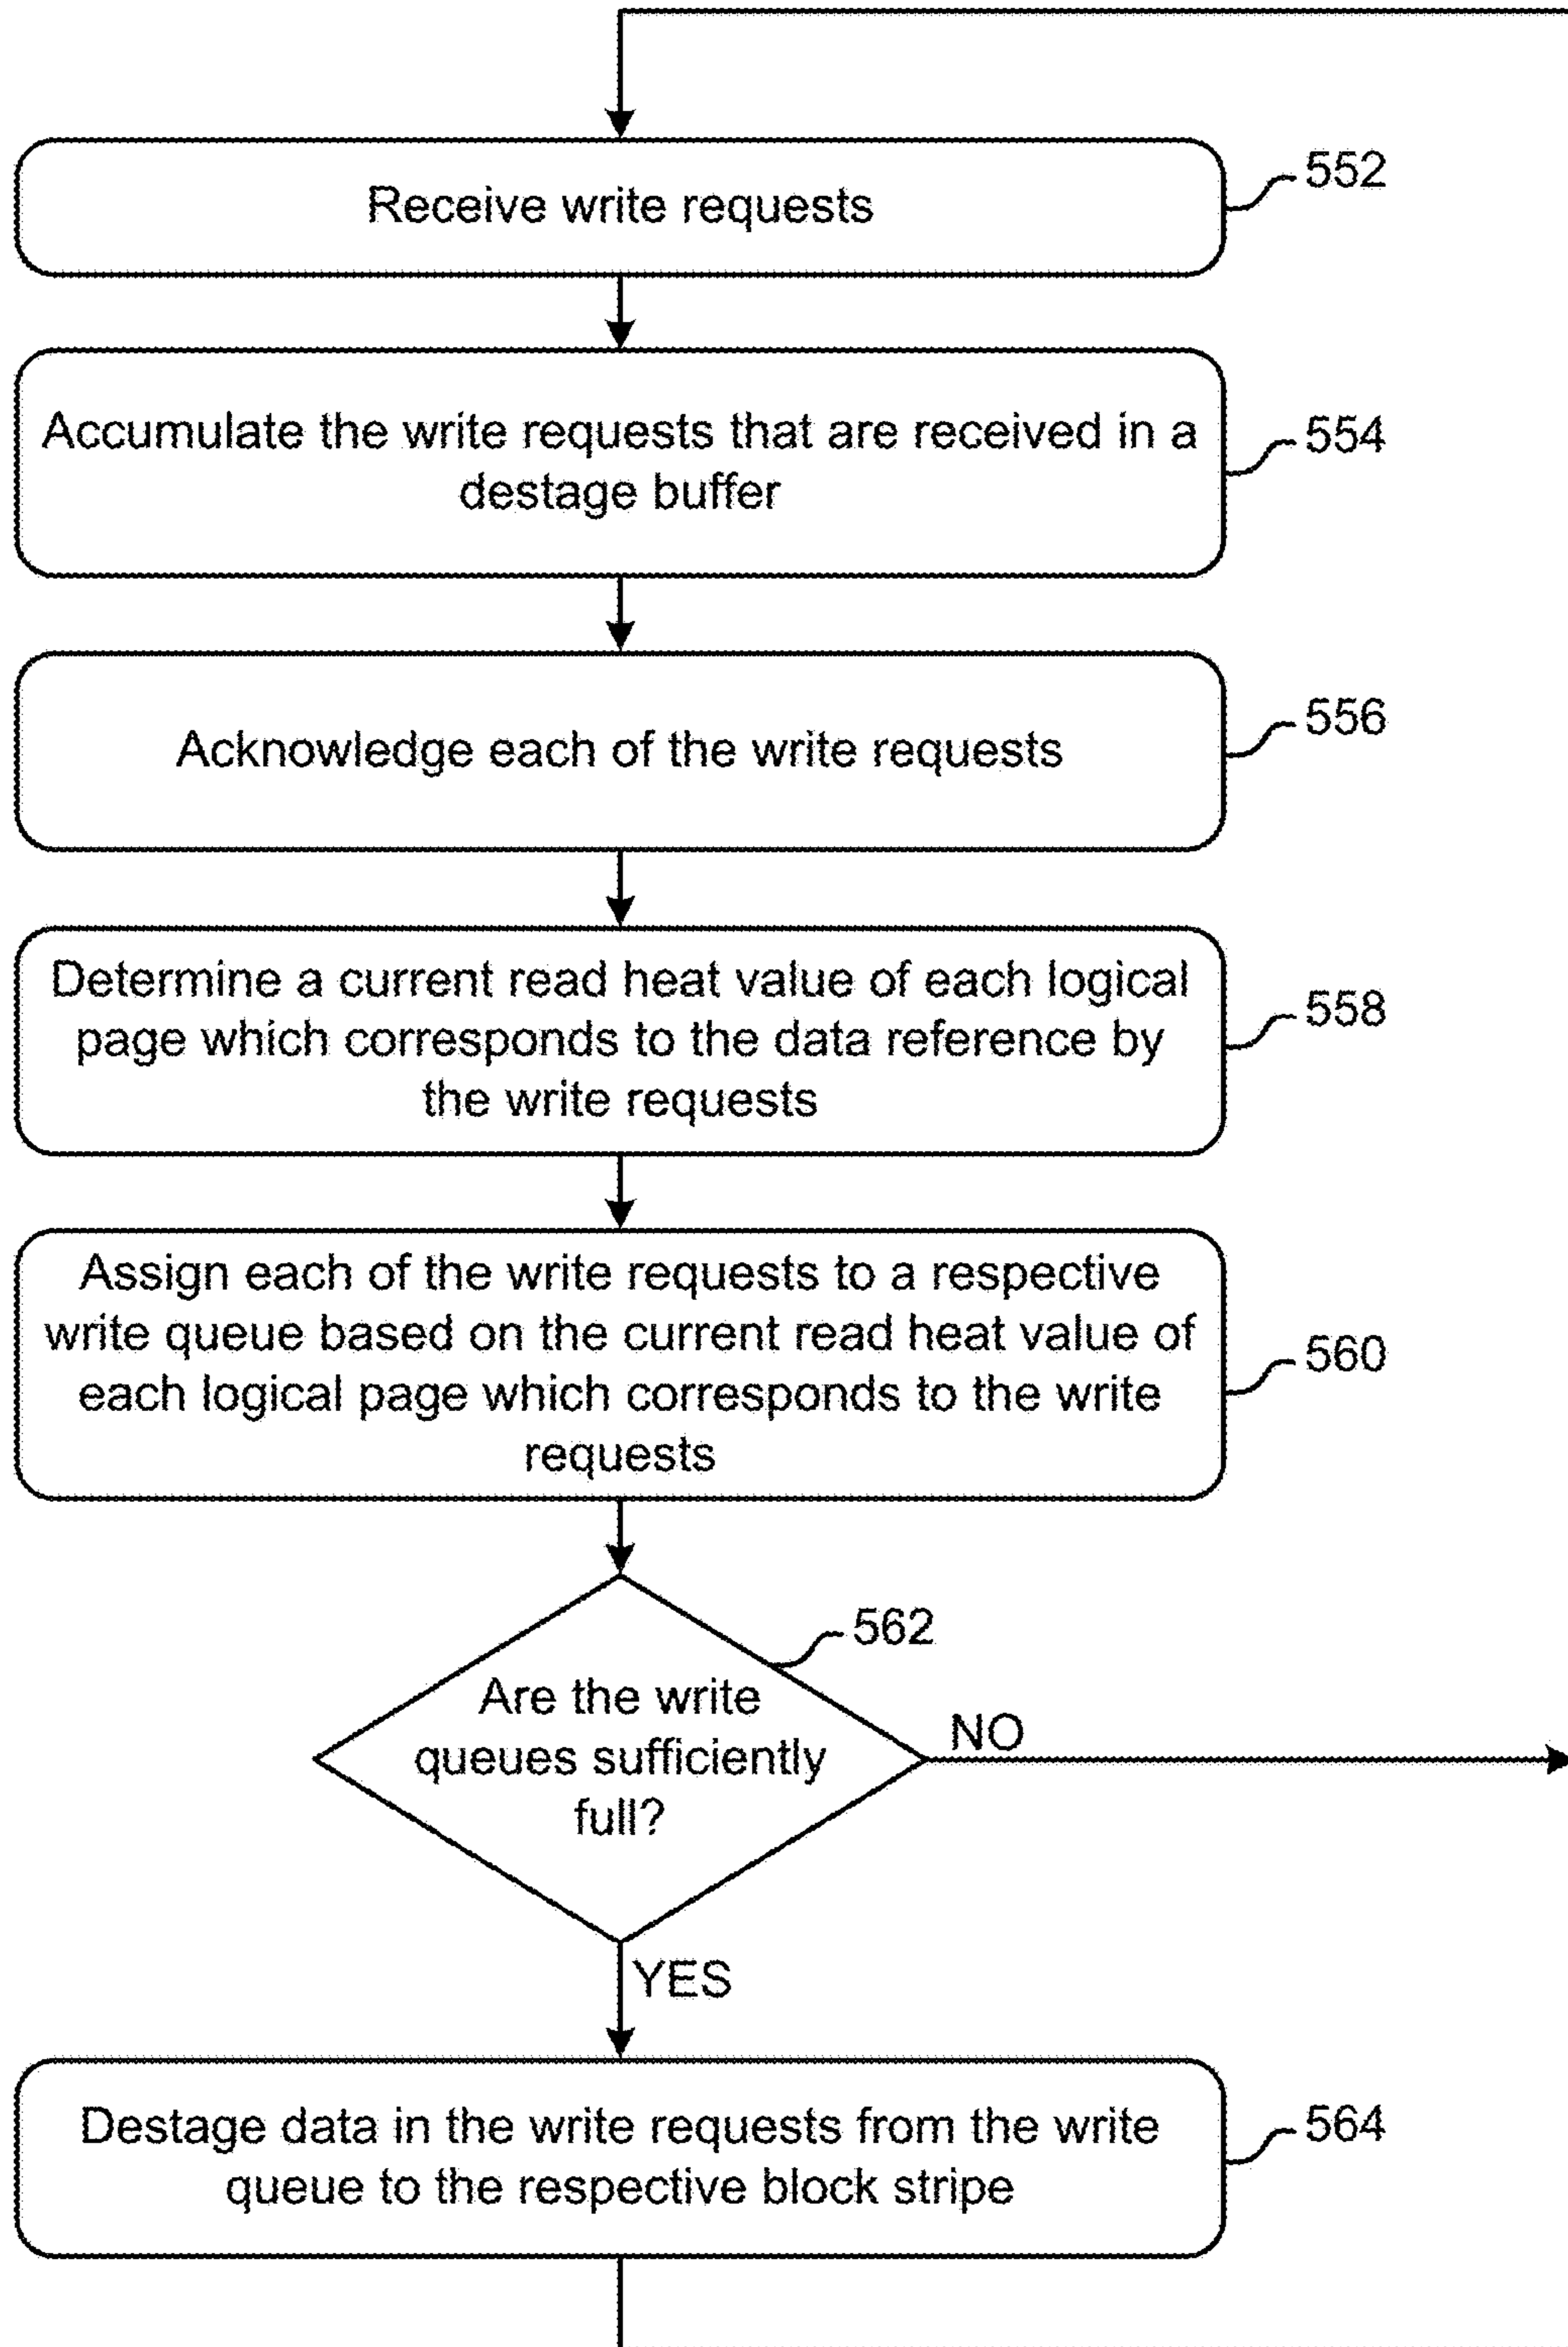 Receive write requests
552
Accumulate the write requests that are received in a
destage buffer
554
Acknowledge each of the write requests
556
Determine a current read heat value of each logical
page which corresponds to the data reference by
the write requests
558
Assign each of the write requests to a respective
write queue based on the current read heat value of
each logical page which corresponds to the write
requests
560
562
Are the write
queues sufficiently
full?
NO
YES
Destage data in the write requests from the write
queue to the respective block stripe
564